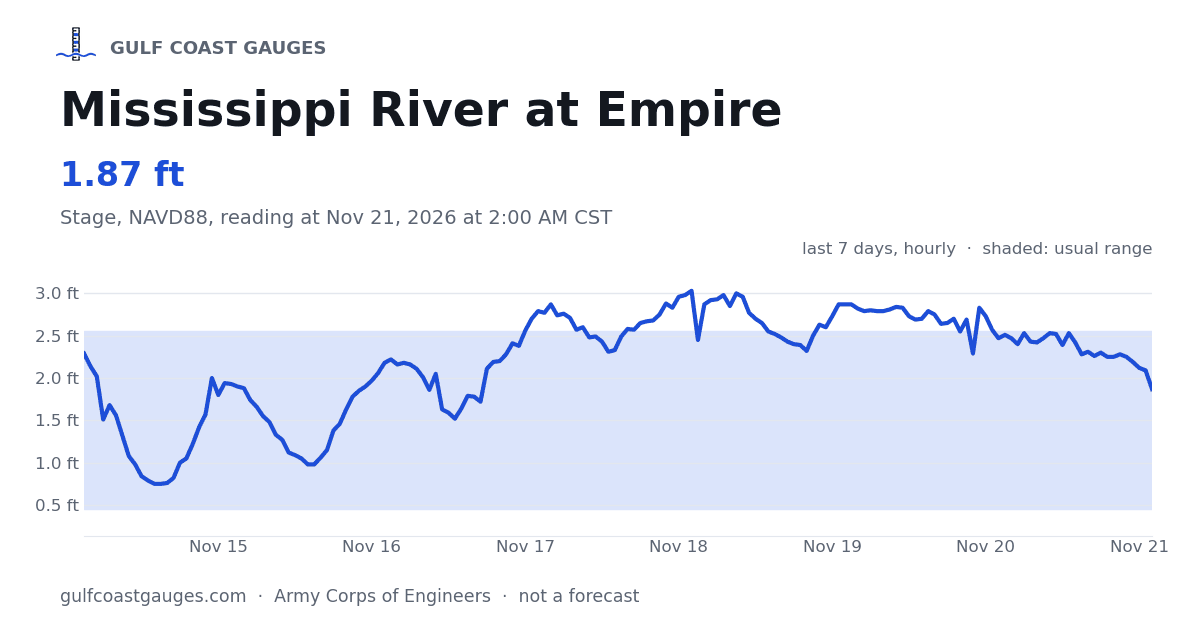 GULF COAST GAUGES
Mississippi River at Empire
1.87 ft
Stage, NAVD88, reading at Nov 21, 2026 at 2:00 AM CST
last 7 days, hourly · shaded: usual range
3.0 ft
2.5 ft
2.0 ft
1.5 ft
1.0 ft
0.5 ft
Nov 15 Nov 16 Nov 17 Nov 18 Nov 19 Nov 20 Nov 21
gulfcoastgauges.com · Army Corps of Engineers · not a forecast